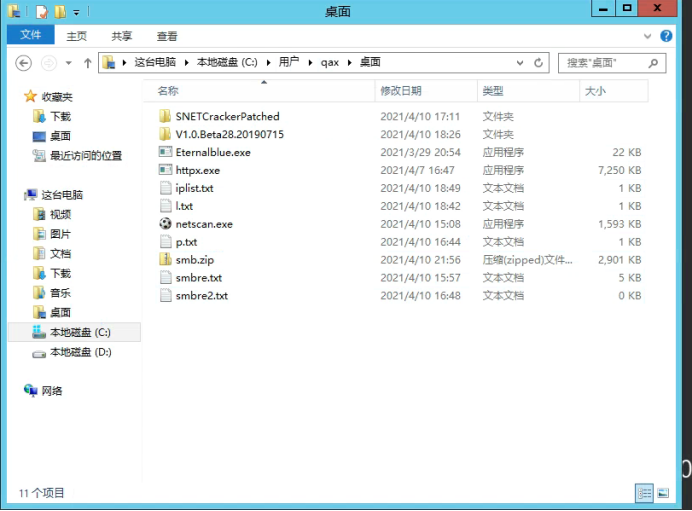 桌面
文件 主页 共享 查看
这台电脑 本地磁盘 (C:) 用户 qax 桌面
搜索"桌面"
收藏夹
下载
桌面
最近访问的位置
这台电脑
视频
图片
文档
下载
音乐
桌面
本地磁盘 (C:)
本地磁盘 (D:)
网络
名称 修改日期 类型 大小
SNETCrackerPatched 2021/4/10 17:11 文件夹
V1.0.Beta28.20190715 2021/4/10 18:26 文件夹
Eternalblue.exe 2021/3/29 20:54 应用程序 22 KB
httpx.exe 2021/4/7 16:47 应用程序 7,250 KB
iplist.txt 2021/4/10 18:49 文本文档 1 KB
l.txt 2021/4/10 18:42 文本文档 1 KB
netscan.exe 2021/4/10 15:08 应用程序 1,593 KB
p.txt 2021/4/10 16:44 文本文档 1 KB
smb.zip 2021/4/10 21:56 压缩(zipped)文件... 2,901 KB
smbre.txt 2021/4/10 15:57 文本文档 5 KB
smbre2.txt 2021/4/10 16:48 文本文档 0 KB
11 个项目